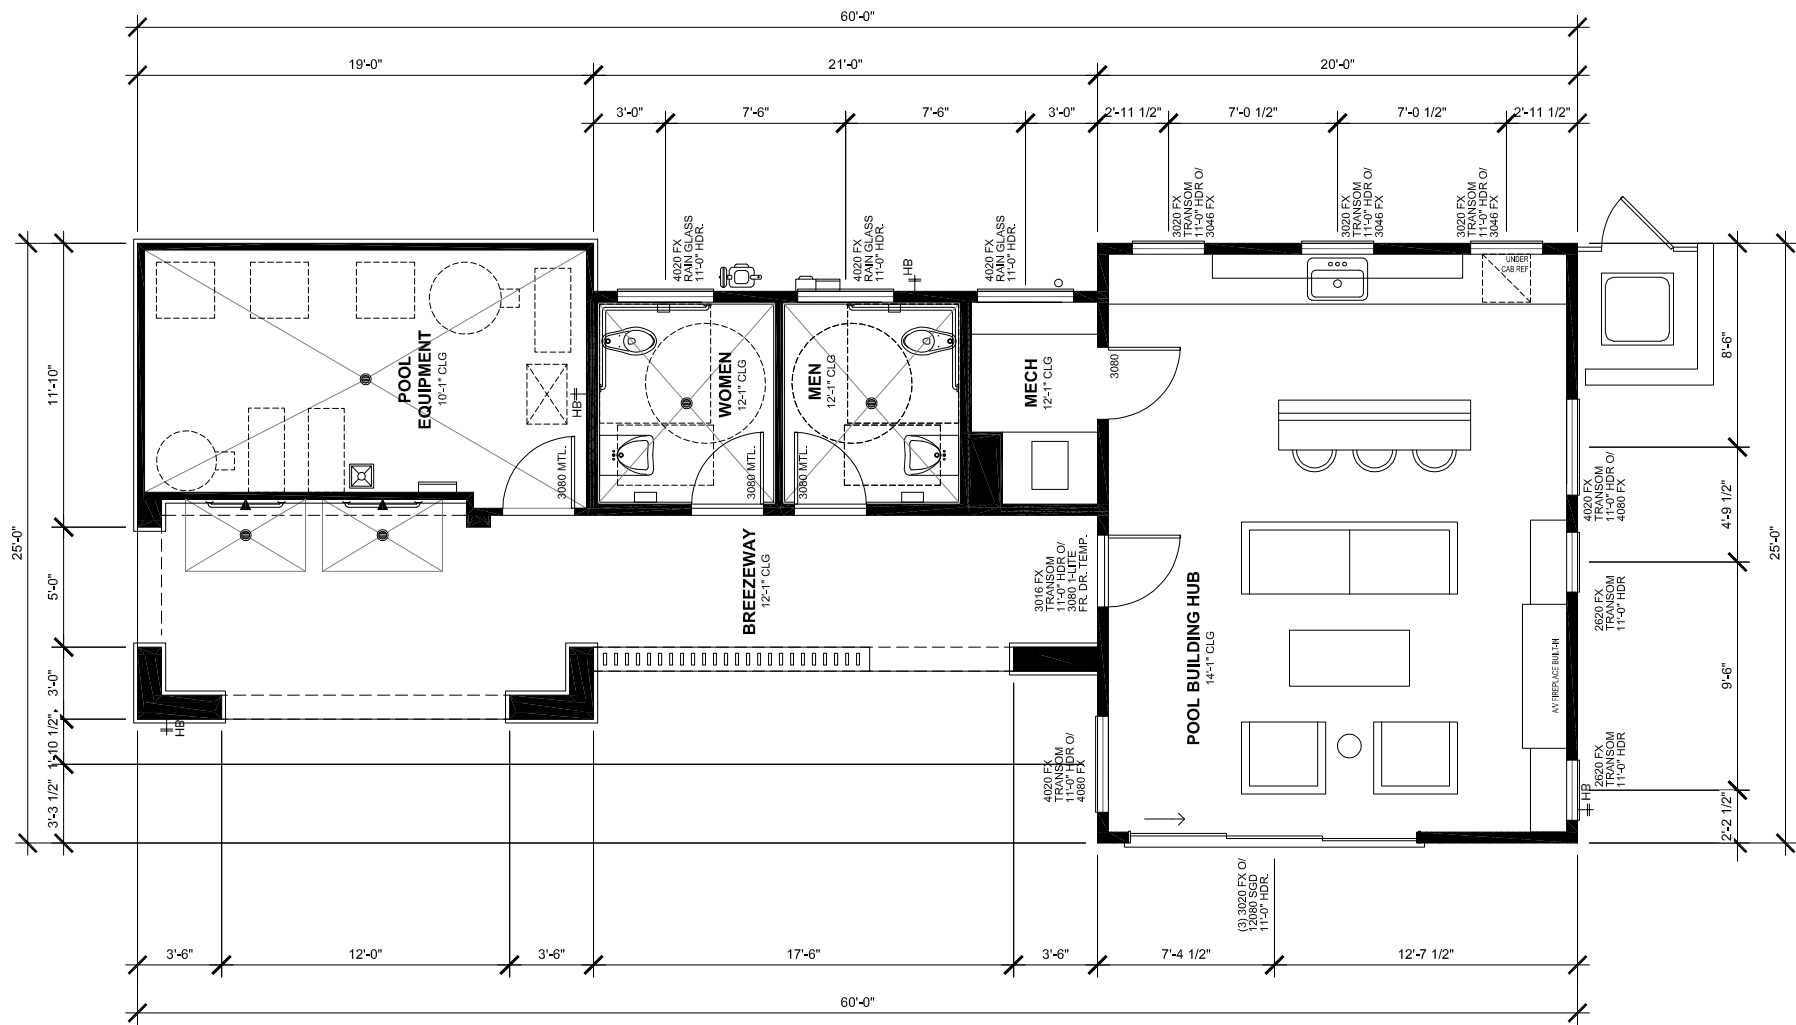 60'-0"
19'-0"
21'-0"
20'-0"
3'-0"
7'-6"
7'-6"
3'-0"
2'-11 1/2"
7'-0 1/2"
7'-0 1/2"
2'-11 1/2"
4020 FX
RAIN GLASS
11'-0" HDR.
4020 FX
RAIN GLASS
11'-0" HDR.
HB
4020 FX
RAIN GLASS
11'-0" HDR.
3020 FX
TRANSOM
11'-0" HDR O/
3046 FX
3020 FX
TRANSOM
11'-0" HDR O/
3046 FX
3020 FX
TRANSOM
11'-0" HDR O/
3046 FX
UNDER
CAB REF.
25'-0"
11'-10"
5'-0"
3'-0"
1'-10 1/2"
3'-3 1/2"
POOL
EQUIPMENT
10'-1" CLG
HB
3080 MTL.
WOMEN
12'-1" CLG
3080 MTL.
MEN
12'-1" CLG
3080 MTL.
MECH
12'-1" CLG
3080
BREEZEWAY
12'-1" CLG
3016 FX
TRANSOM
11'-0" HDR O/
3080 1-LITE
FR. DR. TEMP.
POOL BUILDING HUB
14'-1" CLG
A/V FIREPLACE BUILT-IN
4020 FX
TRANSOM
11'-0" HDR O/
4080 FX
2620 FX
TRANSOM
11'-0" HDR
2620 FX
TRANSOM
11'-0" HDR
HB
8'-6"
4'-9 1/2"
9'-6"
2'-2 1/2"
25'-0"
HB
4020 FX
TRANSOM
11'-0" HDR O/
4080 FX
(3) 3020 FX O/
12080 SGD
11'-0" HDR.
3'-6"
12'-0"
3'-6"
17'-6"
3'-6"
7'-4 1/2"
12'-7 1/2"
60'-0"